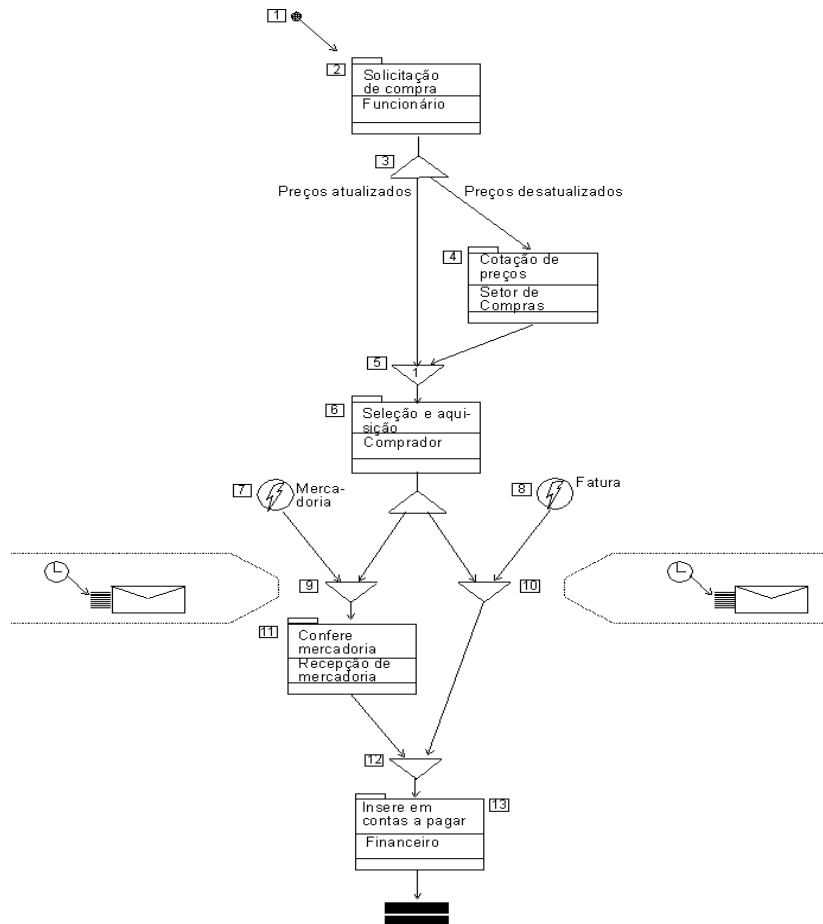 1
2
Solicitação
de compra
Funcionário
3
Preços atualizados
Preços desatualizados
4
Cotação de
preços
Setor de
Compras
5
1
6
Seleção e aqui-
sição
Comprador
7
Merca-
doria
8
Fatura
9
10
11
Confere
mercadoria
Recepção de
mercadoria
12
13
Insere em
contas a pagar
Financeiro